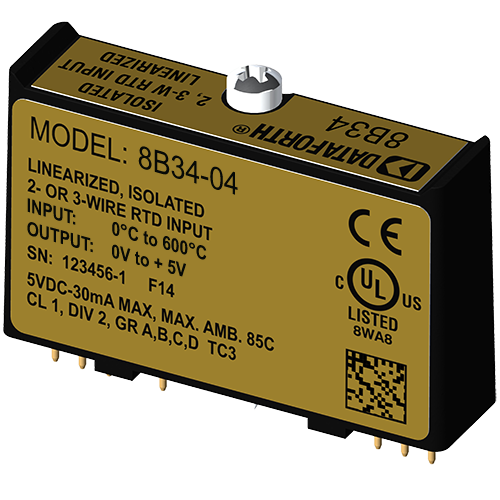 ISOLATED
2, 3-W RTD INPUT
LINEARIZED
DATAFORTH®
8B34
MODEL: 8B34-04
LINEARIZED, ISOLATED
2- OR 3-WIRE RTD INPUT
INPUT: 0°C to 600°C
OUTPUT: 0V to + 5V
SN: 123456-1 F14
5VDC-30mA MAX, MAX. AMB. 85C
CL 1, DIV 2, GR A,B,C,D TC3
CE
C UL US
LISTED
8WA8